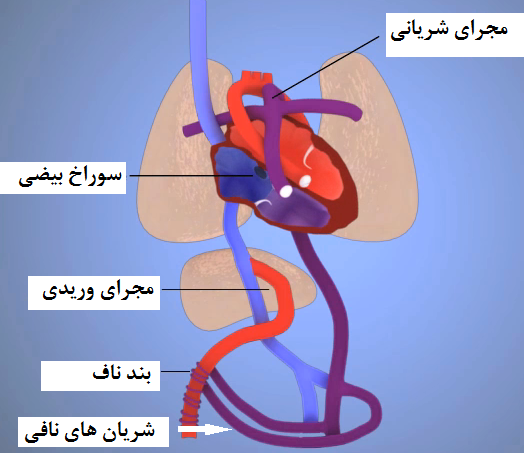 مجرای شریانی
سوراخ بیضی
مجرای وریدی
بند ناف
شریان های نافی